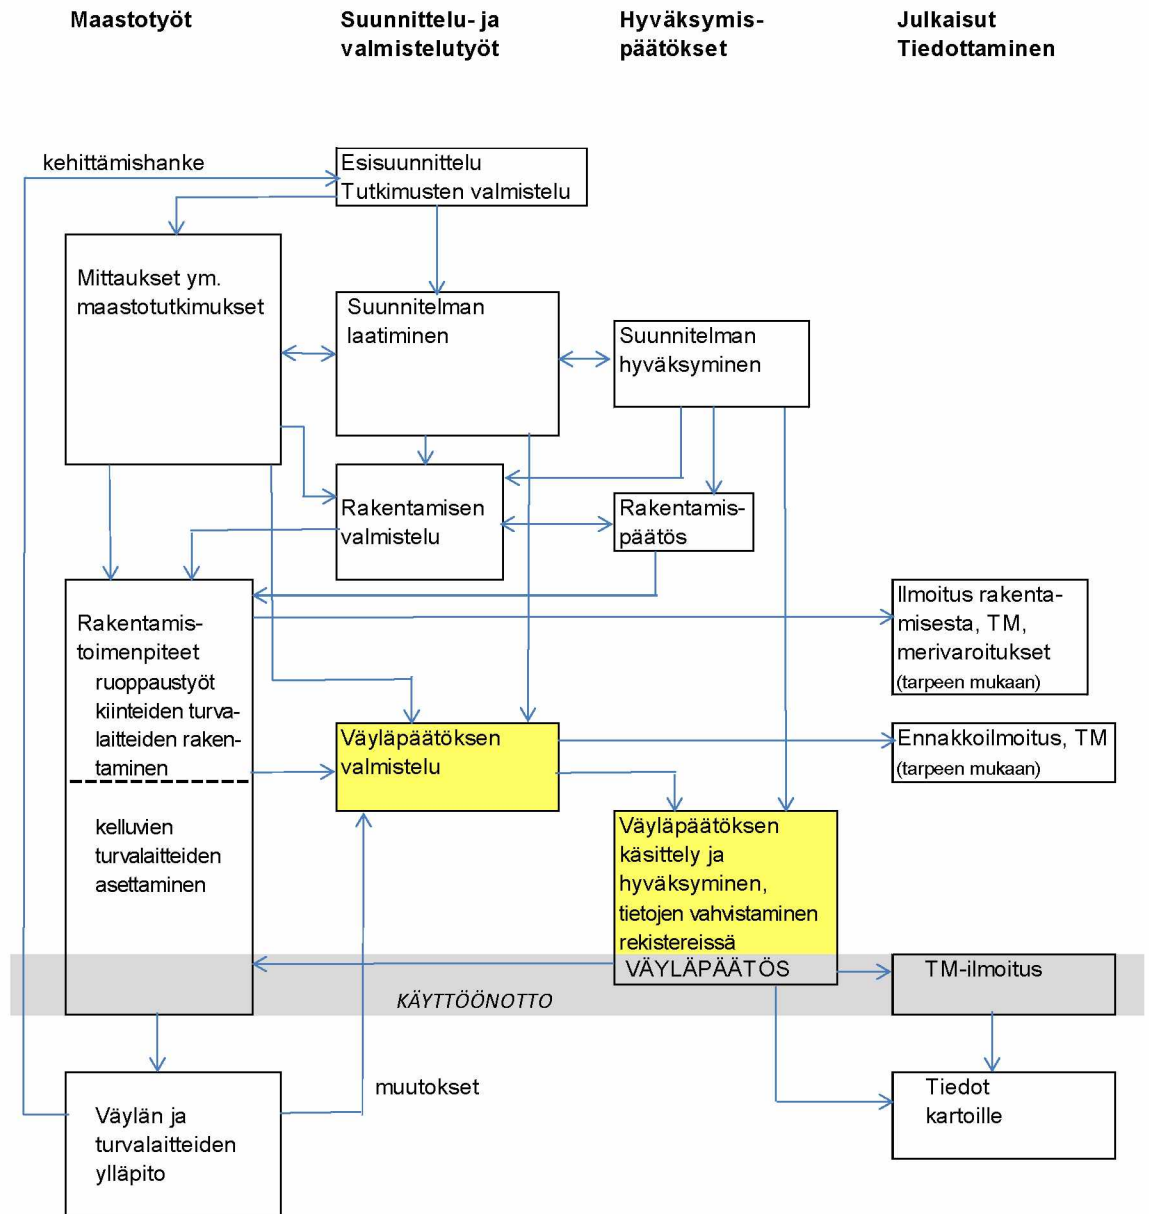 Maastotyöt
Suunnittelu- ja
valmistelutyöt
Hyväksymis-
päätökset
Julkaisut
Tiedottaminen
kehittämishanke
Esisuunnittelu
Tutkimusten valmistelu
Mittaukset ym.
maastotutkimukset
Suunnitelman
laatiminen
Suunnitelman
hyväksyminen
Rakentamisen
valmistelu
Rakentamis-
päätös
Rakentamis-
toimenpiteet
ruoppaustyöt
kiinteiden turva-
laitteiden raken-
taminen
kelluvien
turvalaitteiden
asettaminen
Ilmoitus rakenta-
misesta, TM,
merivaroitukset
(tarpeen mukaan)
Väyläpäätöksen
valmistelu
Ennakkoilmoitus, TM
(tarpeen mukaan)
Väyläpäätöksen
käsittely ja
hyväksyminen,
tietojen vahvistaminen
rekistereissä
VÄYLÄPÄÄTÖS
TM-ilmoitus
KÄYTTÖÖNOTTO
Väylän ja
turvalaitteiden
ylläpito
muutokset
Tiedot
kartoille